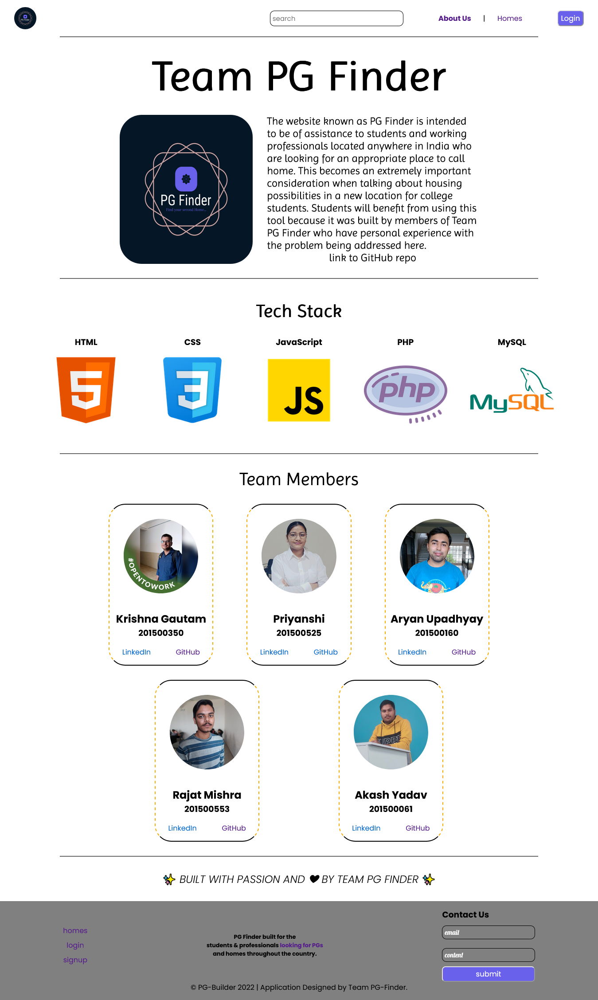 PG Finder
search
About Us | Homes
Login
Team PG Finder
PG Finder
Find your second Home...
The website known as PG Finder is intended
to be of assistance to students and working
professionals located anywhere in India who
are looking for an appropriate place to call
home. This becomes an extremely important
consideration when talking about housing
possibilities in a new location for college
students. Students will benefit from using this
tool because it was built by members of Team
PG Finder who have personal experience with
the problem being addressed here.
link to GitHub repo
Tech Stack
HTML
CSS
JavaScript
PHP
MySQL
5
3
JS
php
MySQL
Team Members
#OPENTOWORK
Krishna Gautam
201500350
LinkedIn GitHub
Priyanshi
201500525
LinkedIn GitHub
Aryan Upadhyay
201500160
LinkedIn GitHub
Rajat Mishra
201500553
LinkedIn GitHub
Akash Yadav
201500061
LinkedIn GitHub
✨ BUILT WITH PASSION AND ❤ BY TEAM PG FINDER ✨
homes
login
signup
PG Finder built for the
students & professionals looking for PGs
and homes throughout the country.
Contact Us
email
content
submit
© PG-Builder 2022 | Application Designed by Team PG-Finder.